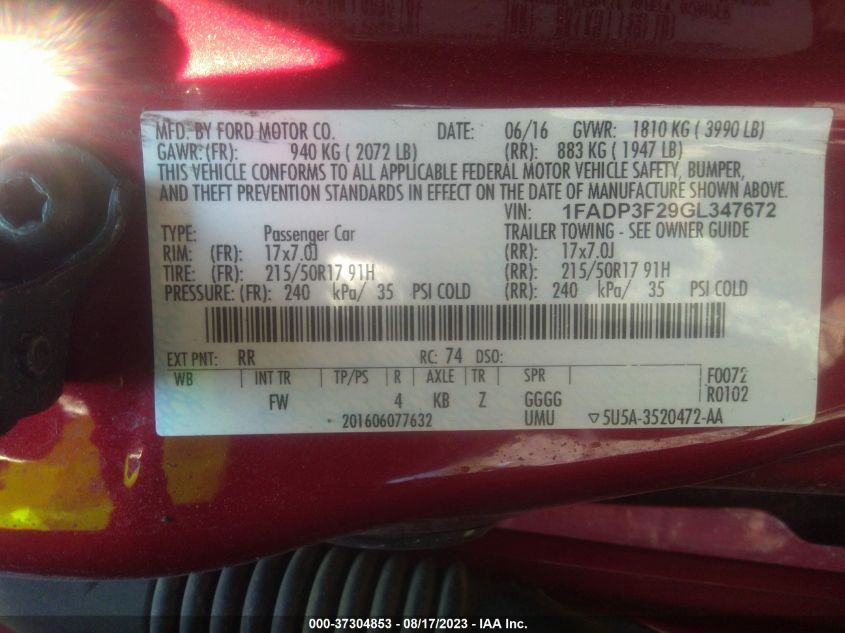 MFD. BY FORD MOTOR CO. DATE: 06/16 GVWR: 1810 KG ( 3990 LB)
GAWR: (FR): 940 KG ( 2072 LB) (RR): 883 KG ( 1947 LB)
THIS VEHICLE CONFORMS TO ALL APPLICABLE FEDERAL MOTOR VEHICLE SAFETY, BUMPER,
AND THEFT PREVENTION STANDARDS IN EFFECT ON THE DATE OF MANUFACTURE SHOWN ABOVE.
VIN: 1FADP3F29GL347672
TYPE: Passenger Car TRAILER TOWING - SEE OWNER GUIDE
RIM: (FR): 17x7.0J (RR): 17x7.0J
TIRE: (FR): 215/50R17 91H (RR): 215/50R17 91H
PRESSURE: (FR): 240 kPa/ 35 PSI COLD (RR): 240 kPa/ 35 PSI COLD
EXT PNT: RR RC: 74 DSO:
WB INT TR TP/PS R AXLE TR SPR F0072
FW 4 KB Z GGGG R0102
201606077632 UMU ▽5U5A-3520472-AA
000-37304853 - 08/17/2023 - IAA Inc.